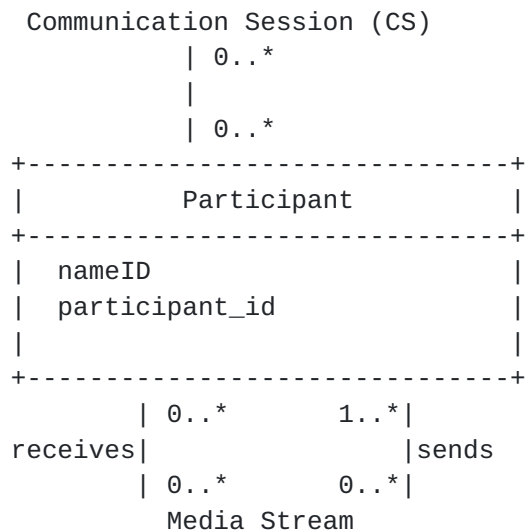 Communication Session (CS)
| 0..*
|
| 0..*
+-------------------------------+
|          Participant          |
+-------------------------------+
|  nameID                       |
|  participant_id               |
|                               |
+-------------------------------+
| 0..*       1..*|
receives|                |sends
| 0..*       0..*|
Media Stream